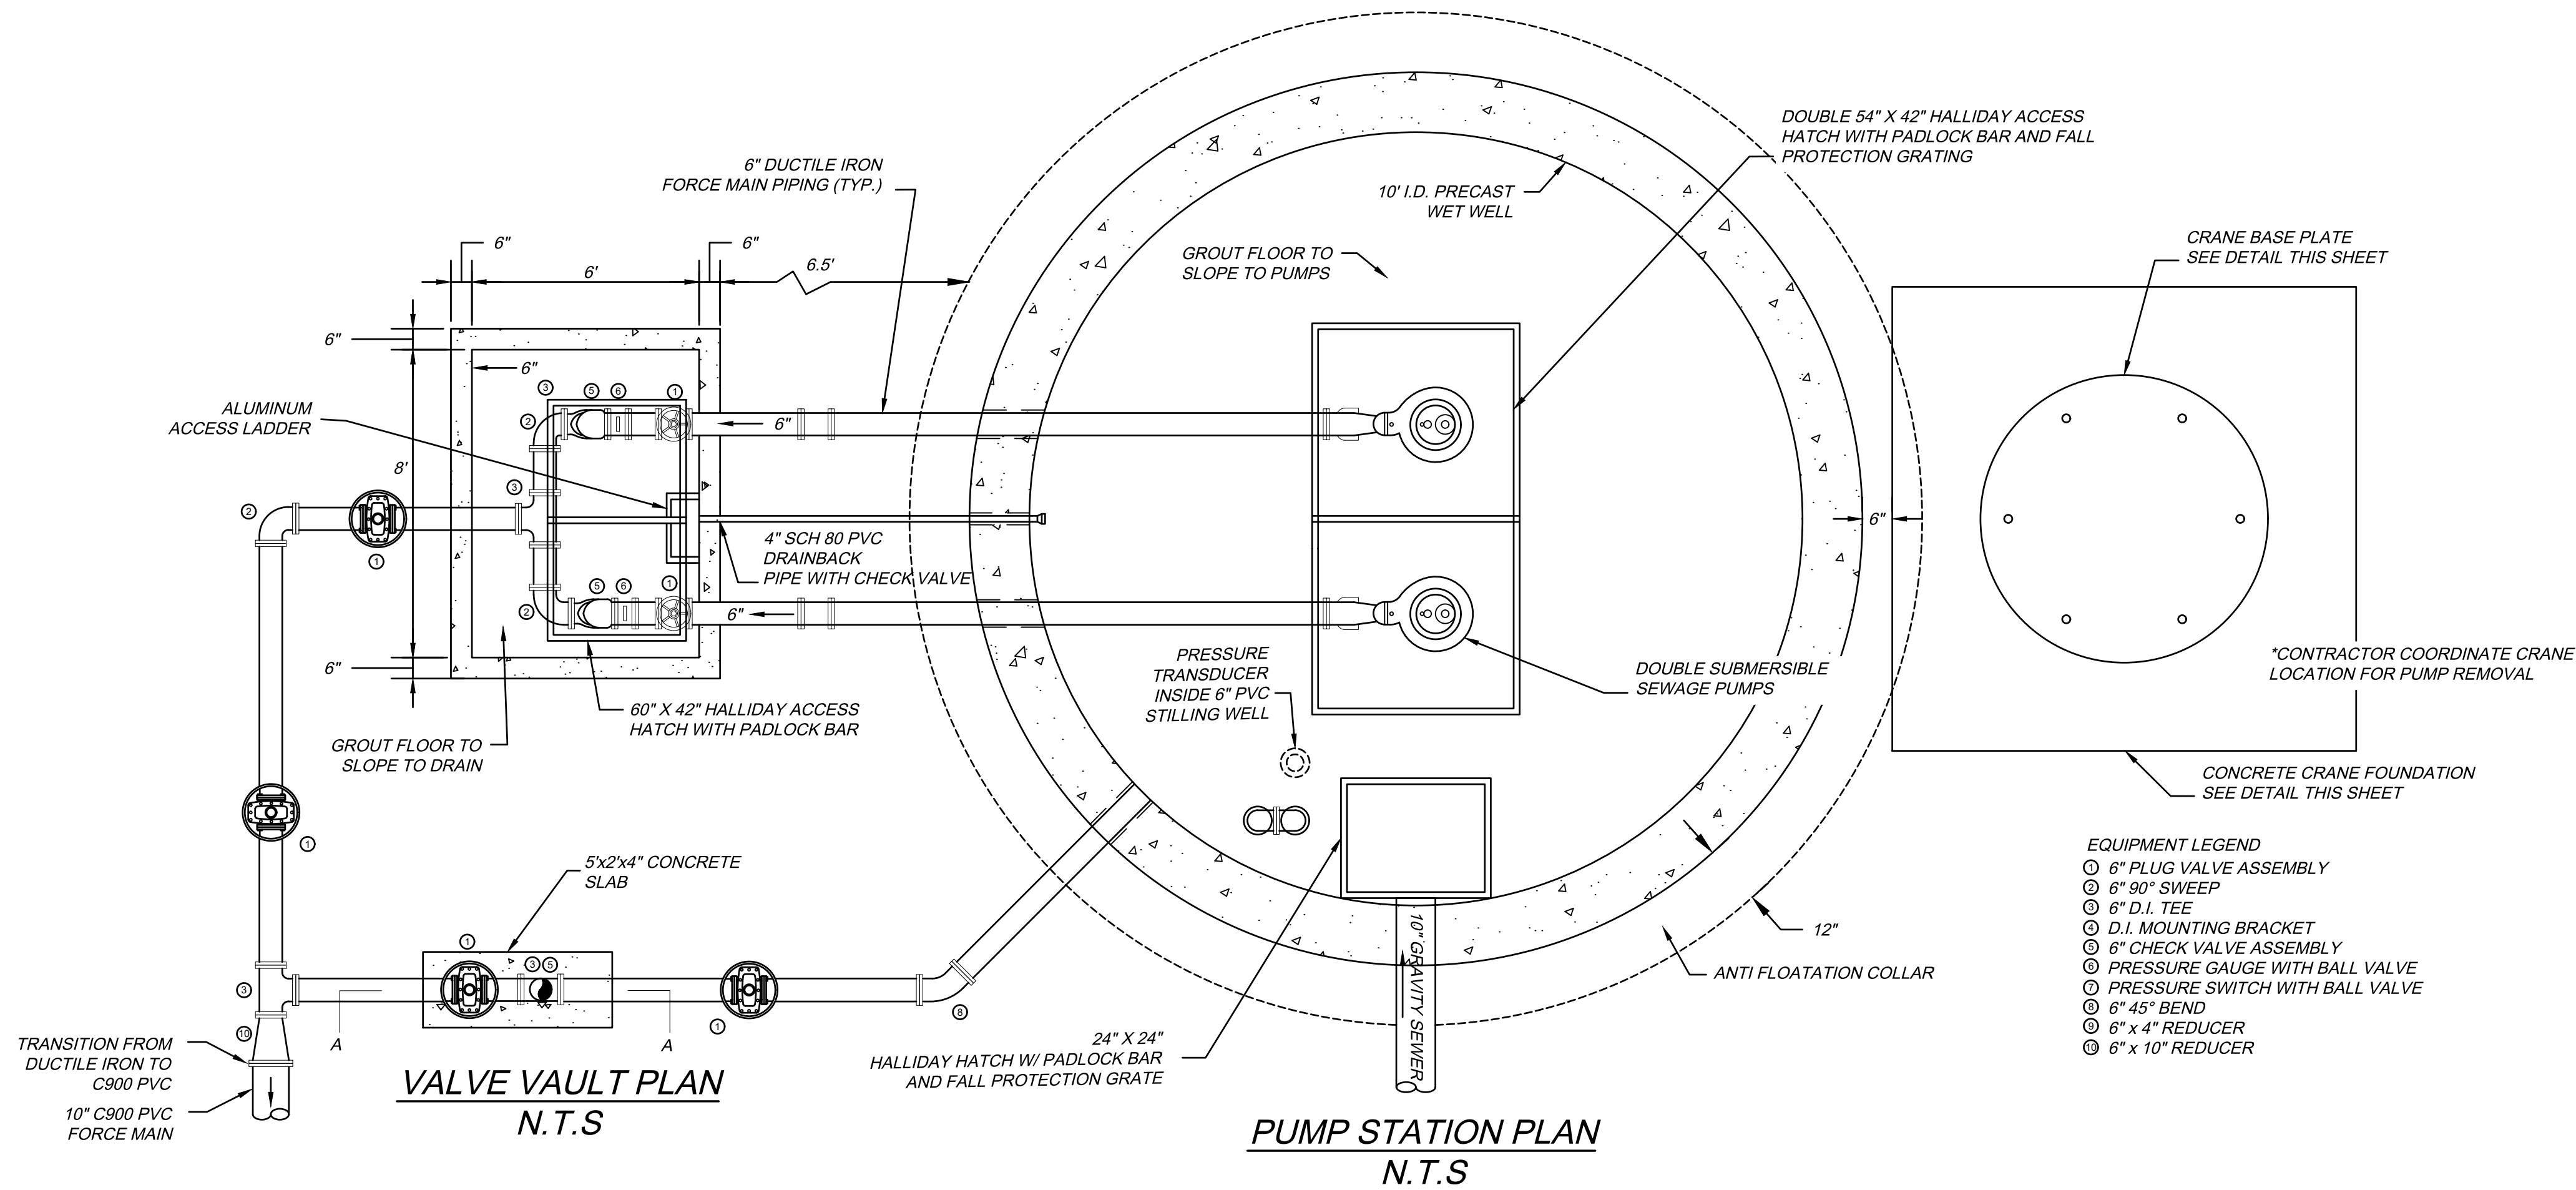 DOUBLE 54" X 42" HALLIDAY ACCESS
HATCH WITH PADLOCK BAR AND FALL
PROTECTION GRATING
6" DUCTILE IRON
FORCE MAIN PIPING (TYP.)
10' I.D. PRECAST
WET WELL
CRANE BASE PLATE
SEE DETAIL THIS SHEET
GROUT FLOOR TO
SLOPE TO PUMPS
6"
6'
6"
6.5'
6"
6"
8'
6"
ALUMINUM
ACCESS LADDER
3
5
6
1
2
6"
3
2
1
4" SCH 80 PVC
DRAINBACK
PIPE WITH CHECK VALVE
5
6
1
2
6"
6"
PRESSURE
TRANSDUCER
INSIDE 6" PVC
STILLING WELL
DOUBLE SUBMERSIBLE
SEWAGE PUMPS
*CONTRACTOR COORDINATE CRANE
LOCATION FOR PUMP REMOVAL
60" X 42" HALLIDAY ACCESS
HATCH WITH PADLOCK BAR
GROUT FLOOR TO
SLOPE TO DRAIN
CONCRETE CRANE FOUNDATION
SEE DETAIL THIS SHEET
1
5'x2'x4" CONCRETE
SLAB
1
3
5
3
1
8
10
A
A
TRANSITION FROM
DUCTILE IRON TO
C900 PVC
10" C900 PVC
FORCE MAIN
12"
ANTI FLOATATION COLLAR
10" GRAVITY SEWER
24" X 24"
HALLIDAY HATCH W/ PADLOCK BAR
AND FALL PROTECTION GRATE
EQUIPMENT LEGEND
1 6" PLUG VALVE ASSEMBLY
2 6" 90° SWEEP
3 6" D.I. TEE
4 D.I. MOUNTING BRACKET
5 6" CHECK VALVE ASSEMBLY
6 PRESSURE GAUGE WITH BALL VALVE
7 PRESSURE SWITCH WITH BALL VALVE
8 6" 45° BEND
9 6" x 4" REDUCER
10 6" x 10" REDUCER
VALVE VAULT PLAN
N.T.S
PUMP STATION PLAN
N.T.S